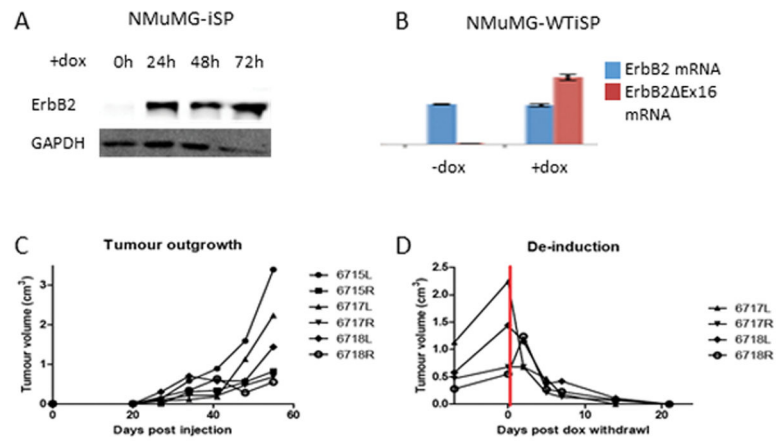 A
NMuMG-iSP
+dox 0h 24h 48h 72h
ErbB2
GAPDH
B
NMuMG-WTiSP
ErbB2 mRNA
ErbB2ΔEx16
mRNA
-dox +dox
C
Tumour outgrowth
Tumour volume (cm³)
3
2
1
0
0 20 40 60
Days post injection
6715L
6715R
6717L
6717R
6718L
6718R
D
De-induction
Tumour volume (cm³)
2.5
2.0
1.5
1.0
0.5
0.0
0 10 20
Days post dox withdrawl
6717L
6717R
6718L
6718R